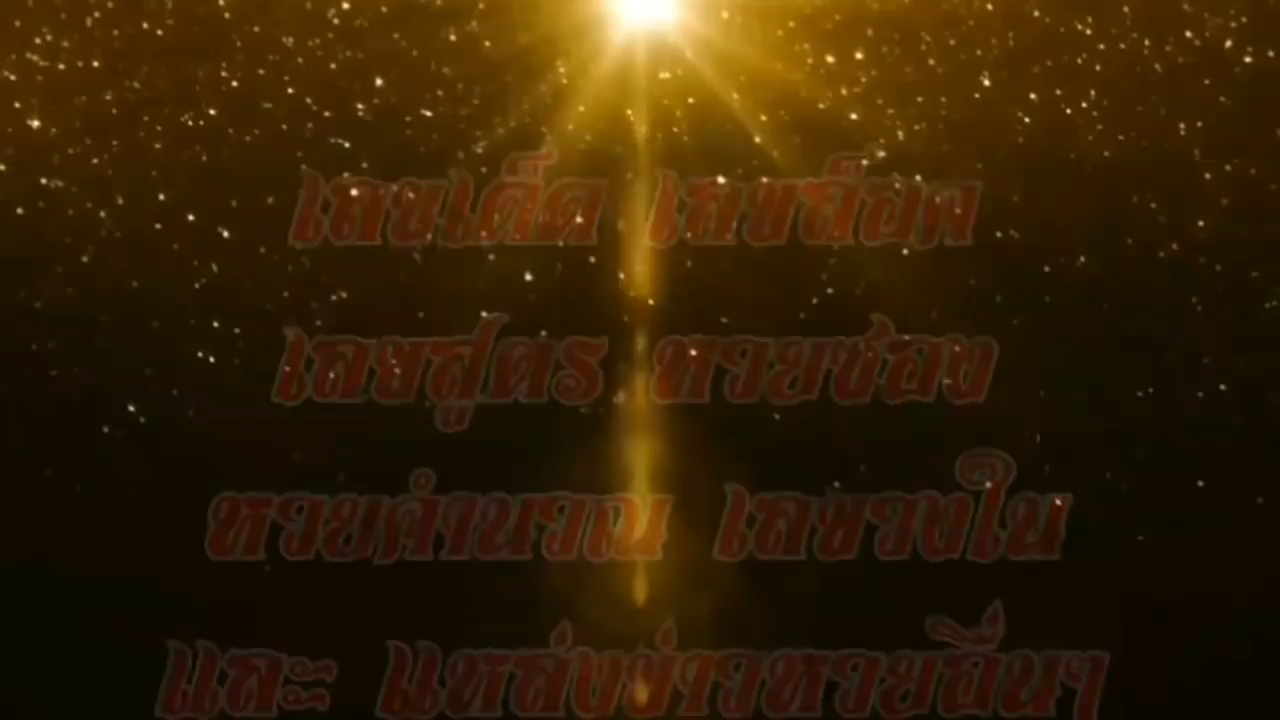 เลขเด็ด เลขล็อค
เลขสูตร หวยซอง
หวยคำนวณ เลขวงใน
และ แหล่งข่าวหวยอื่นๆ